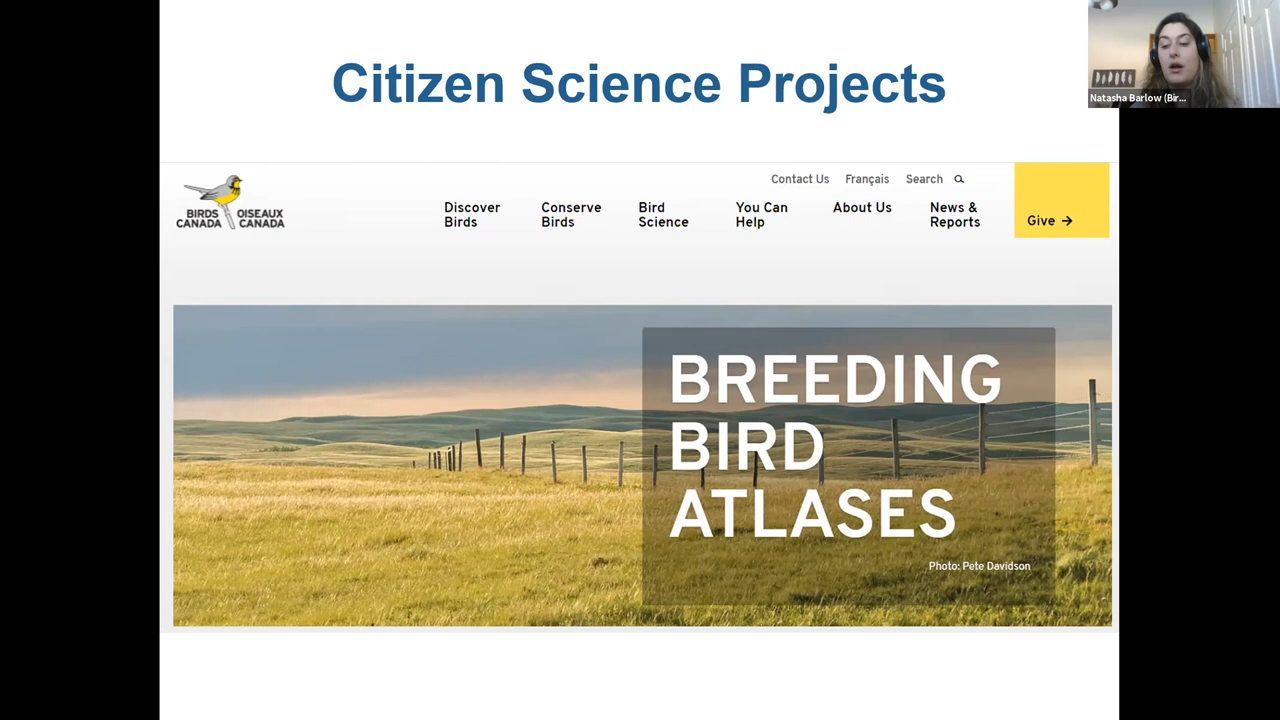 Citizen Science Projects
Natasha Barlow (Bir...
BIRDS CANADA
OISEAUX CANADA
Contact Us
Français
Search
Discover Birds
Conserve Birds
Bird Science
You Can Help
About Us
News & Reports
Give →
BREEDING
BIRD
ATLASES
Photo: Pete Davidson